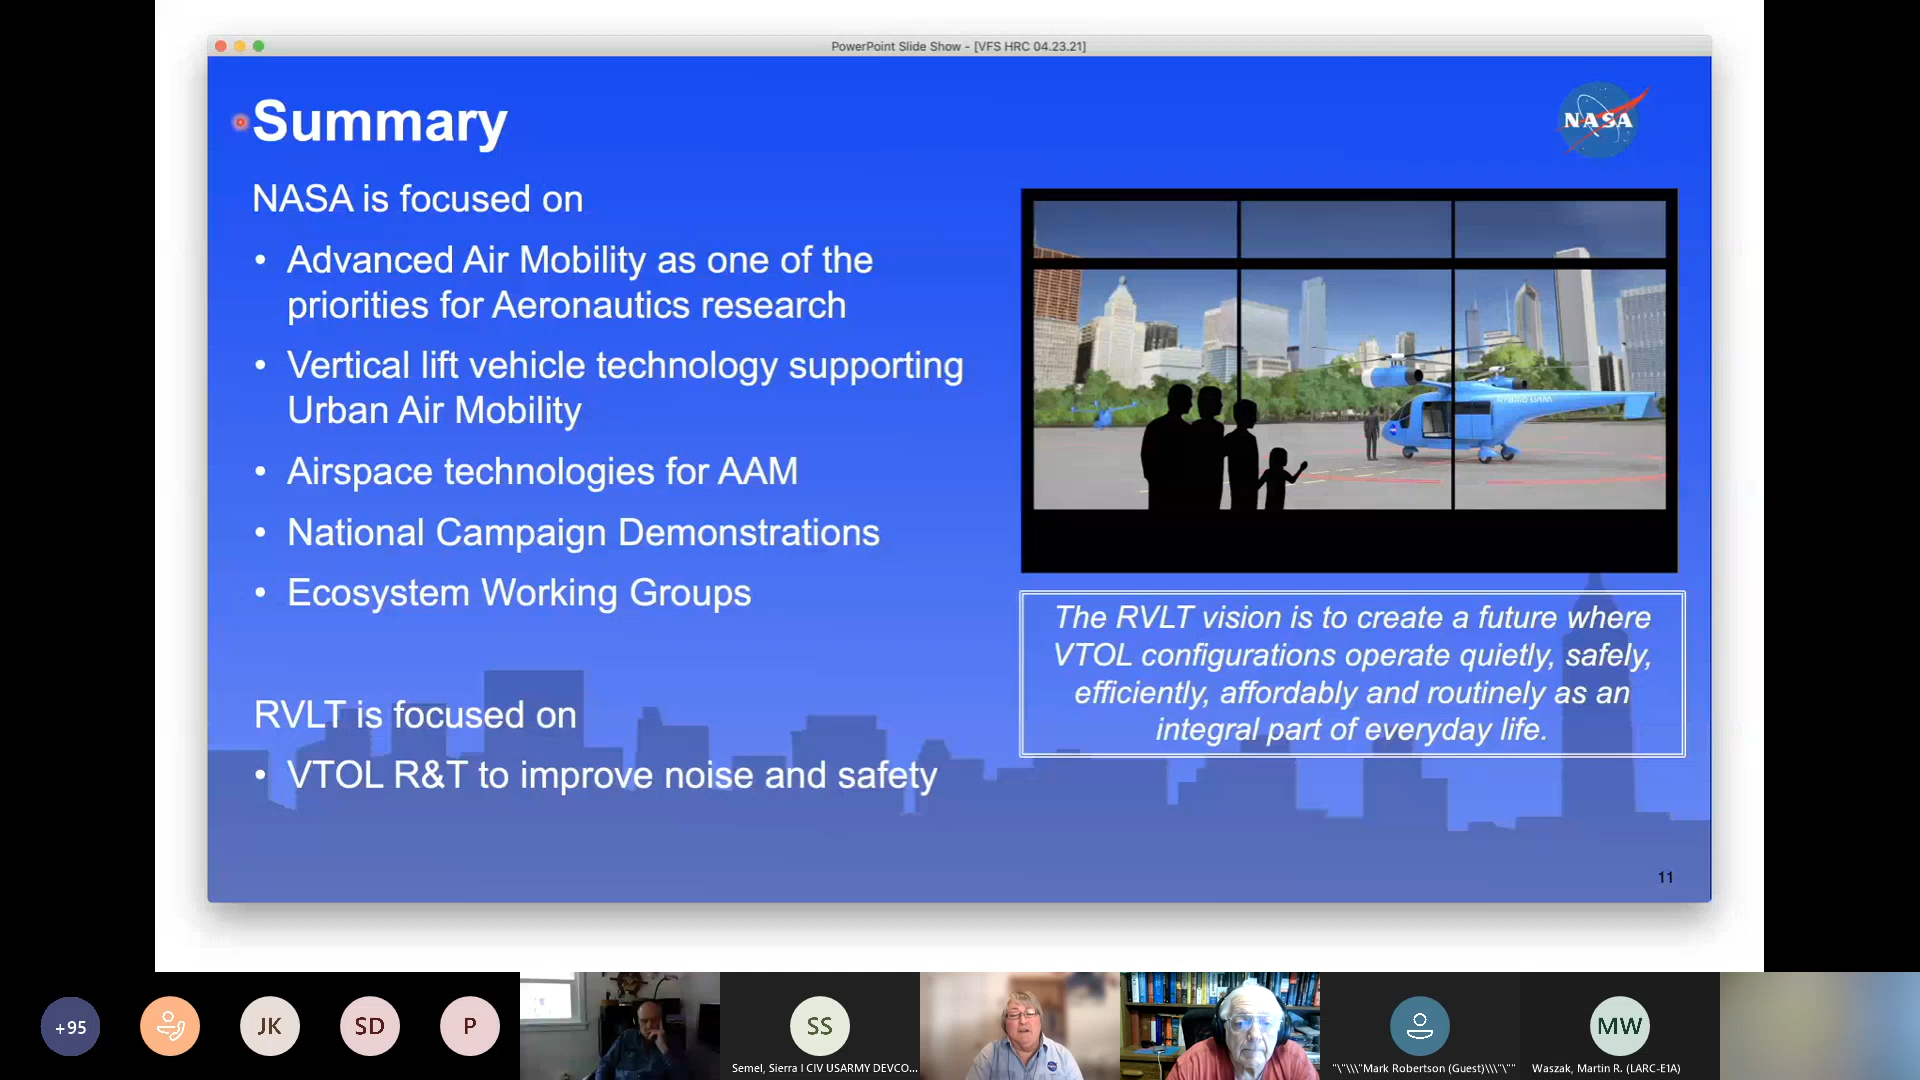 PowerPoint Slide Show - [VFS HRC 04.23.21]
Summary
NASA
NASA is focused on
• Advanced Air Mobility as one of the
priorities for Aeronautics research
• Vertical lift vehicle technology supporting
Urban Air Mobility
• Airspace technologies for AAM
• National Campaign Demonstrations
• Ecosystem Working Groups
RVLT is focused on
• VTOL R&T to improve noise and safety
HYBRID UAM
The RVLT vision is to create a future where
VTOL configurations operate quietly, safely,
efficiently, affordably and routinely as an
integral part of everyday life.
11
+95
JK
SD
P
SS
Semel, Sierra I CIV USARMY DEVCO...
"\"\\\"Mark Robertson (Guest)\\\"\""
MW
Waszak, Martin R. (LARC-E1A)